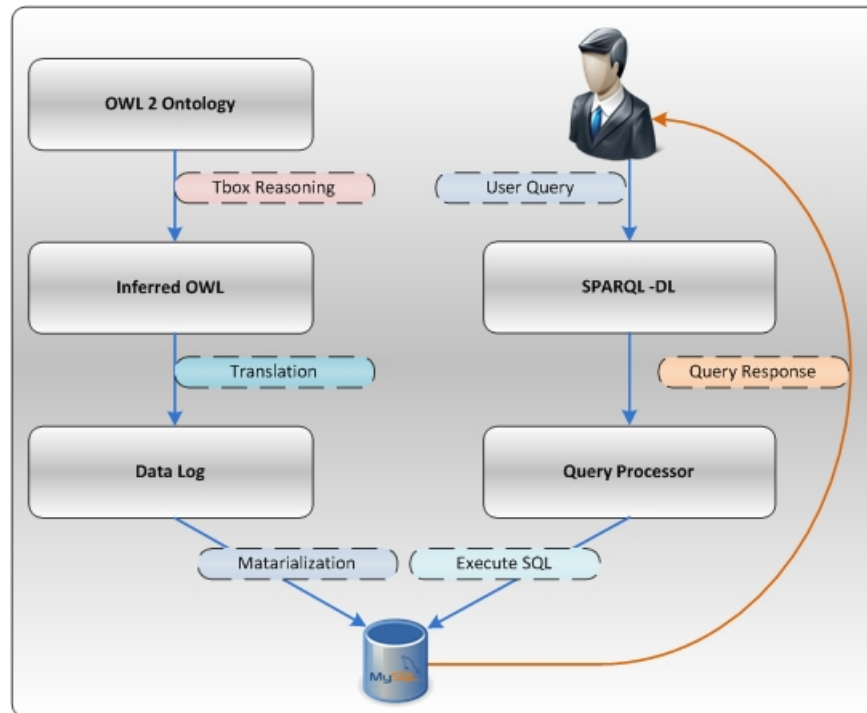 OWL 2 Ontology
Tbox Reasoning
User Query
Inferred OWL
SPARQL -DL
Translation
Query Response
Data Log
Query Processor
Matarialization
Execute SQL
MySQL